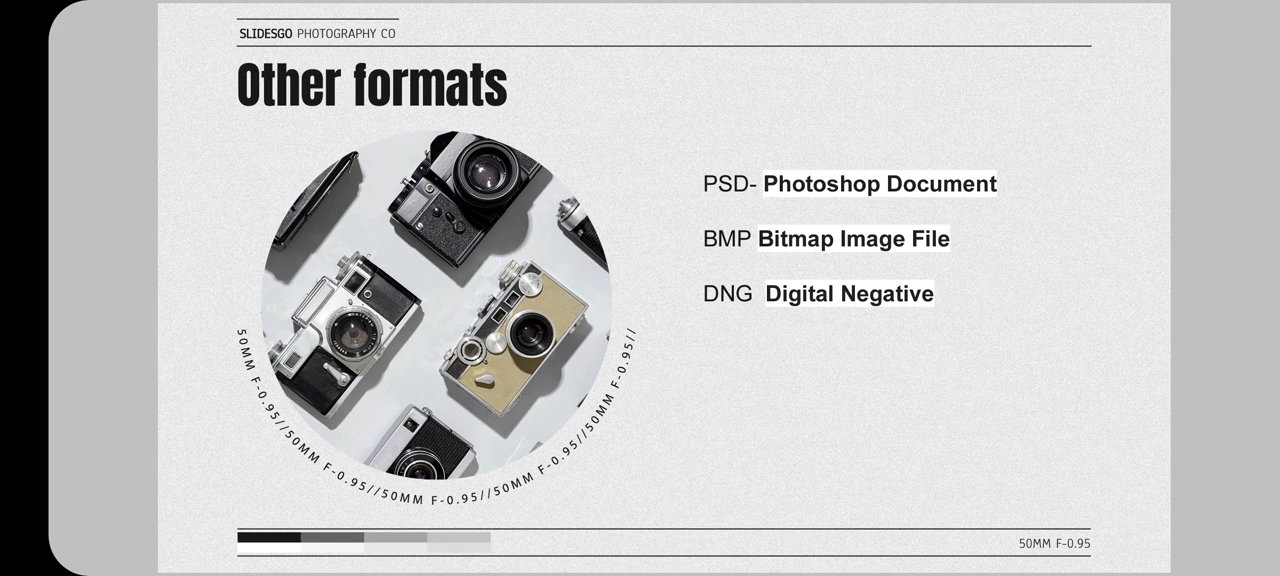 SLIDESGO PHOTOGRAPHY CO
Other formats
PSD- Photoshop Document
BMP Bitmap Image File
DNG Digital Negative
50MM F-0.95//50MM F-0.95//50MM F-0.95//50MM F-0.95//50MM F-0.95//
50MM F-0.95